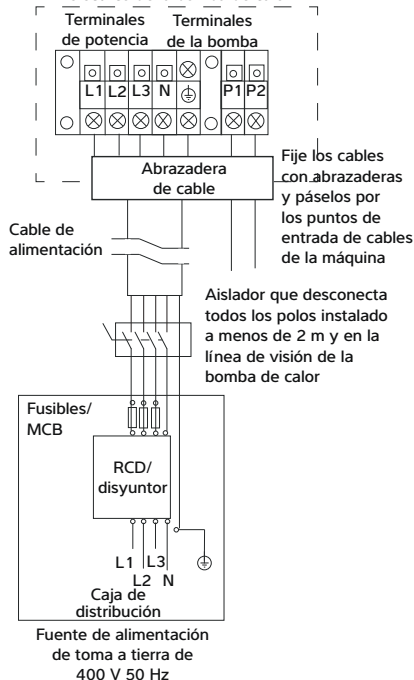 Terminales
de potencia
Terminales
de la bomba
L1 L2 L3 N P1 P2
Abrazadera
de cable
Fije los cables
con abrazaderas
y páselos por
los puntos de
entrada de cables
de la máquina
Cable de
alimentación
Aislador que desconecta
todos los polos instalado
a menos de 2 m y en la
línea de visión de la
bomba de calor
Fusibles/
MCB
RCD/
disyuntor
L1 L3
L2 N
Caja de
distribución
Fuente de alimentación
de toma a tierra de
400 V 50 Hz